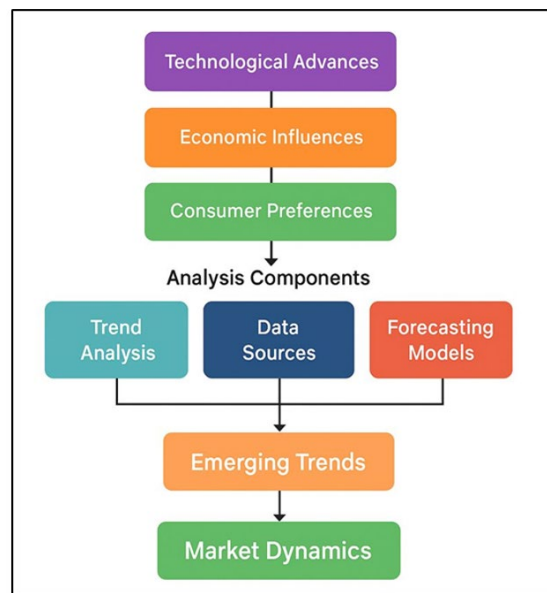 Technological Advances
Economic Influences
Consumer Preferences
Analysis Components
Trend
Analysis
Data
Sources
Forecasting
Models
Emerging Trends
Market Dynamics